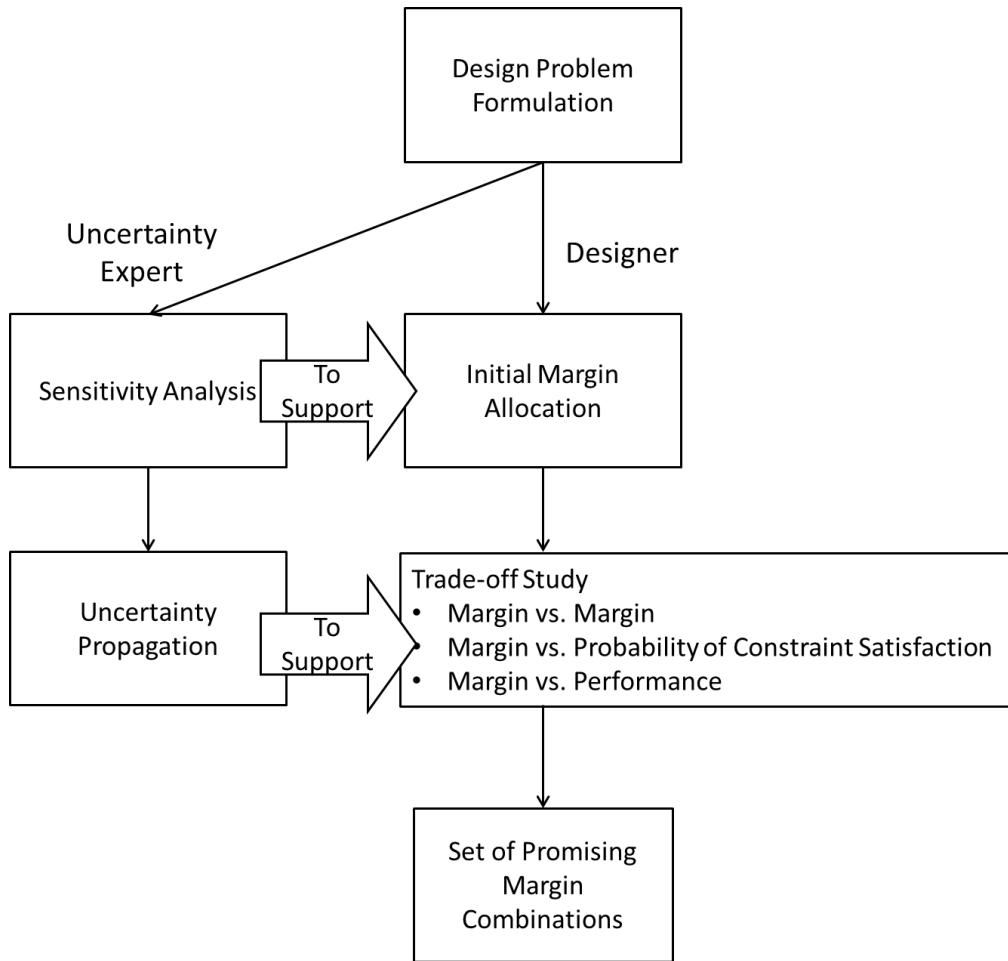 Design Problem
Formulation
Uncertainty
Expert
Designer
Sensitivity Analysis
To
Support
Initial Margin
Allocation
Uncertainty
Propagation
To
Support
Trade-off Study
• Margin vs. Margin
• Margin vs. Probability of Constraint Satisfaction
• Margin vs. Performance
Set of Promising
Margin
Combinations